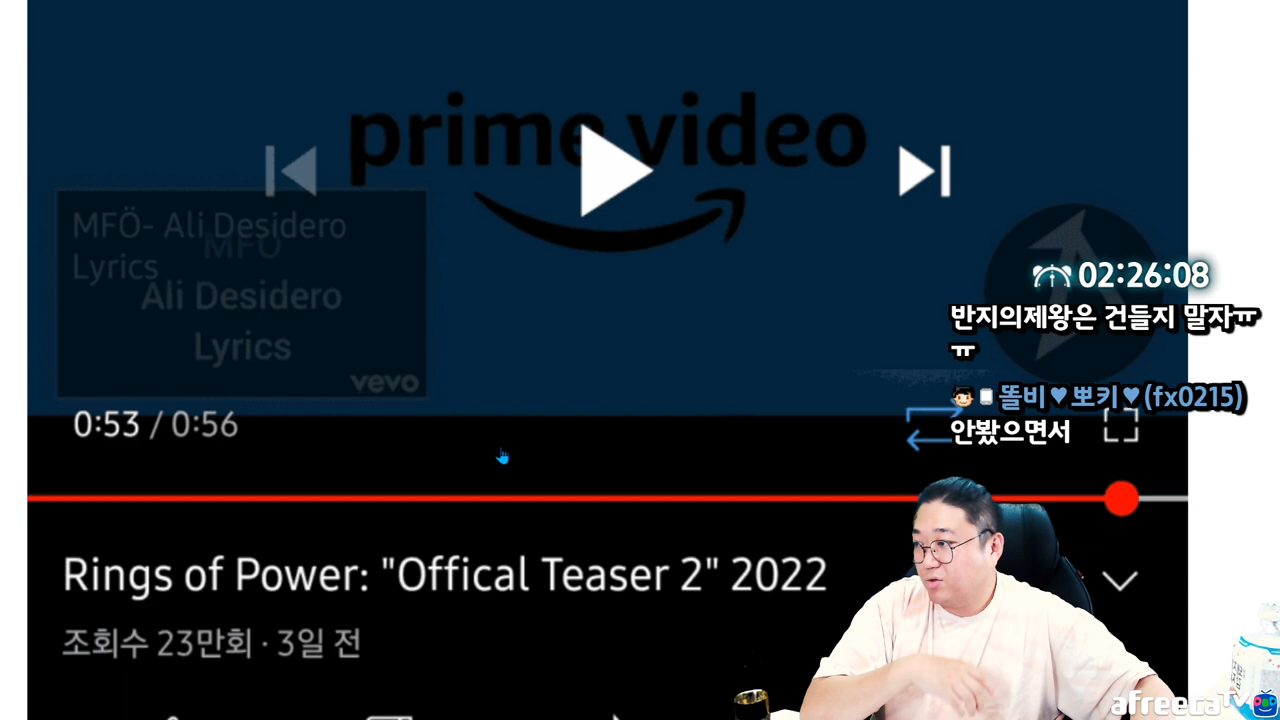 prime video
MFÖ- Ali Desidero
Lyrics
MFÖ
Ali Desidero
Lyrics
vevo
02:26:08
반지의제왕은 건들지 말자ㅠ
ㅠ
똘비♥뽀키♥(fx0215)
안봤으면서
0:53 / 0:56
Rings of Power: "Offical Teaser 2" 2022
조회수 23만회 · 3일 전
afreecaTV